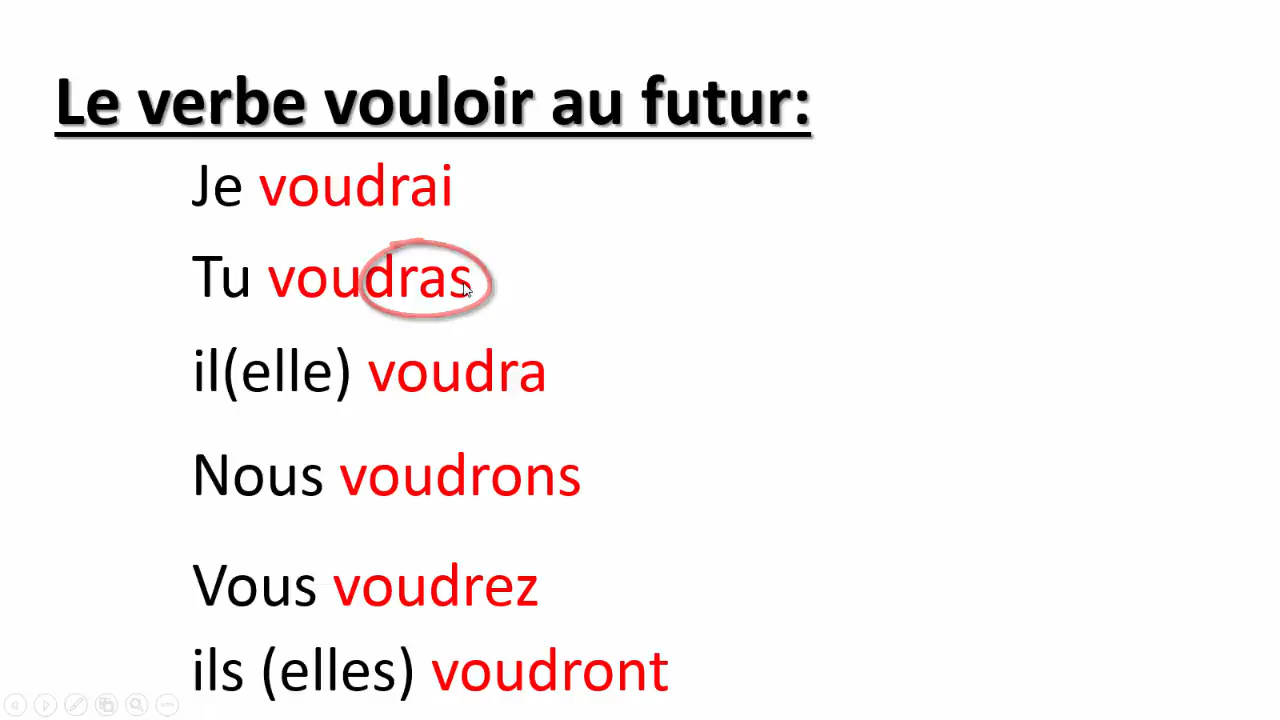 Le verbe vouloir au futur:
Je voudrai
Tu voudras
il(elle) voudra
Nous voudrons
Vous voudrez
ils (elles) voudront